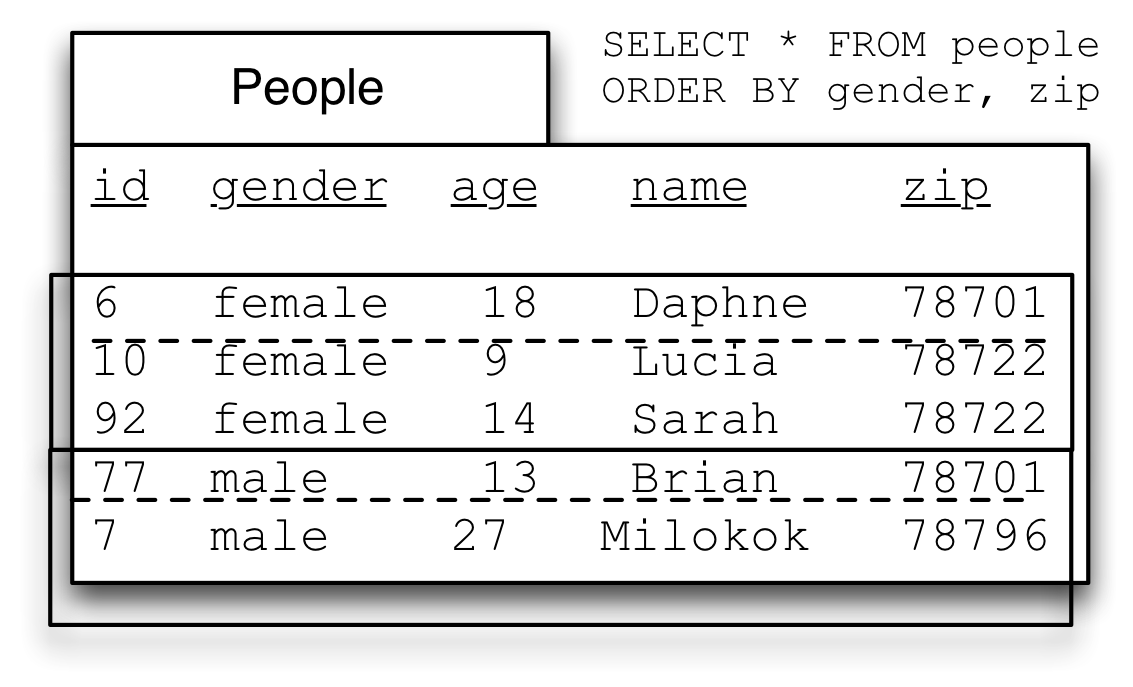 SELECT * FROM people
ORDER BY gender, zip
People
id gender age name zip
6 female 18 Daphne 78701
10 female 9 Lucia 78722
92 female 14 Sarah 78722
77 male 13 Brian 78701
7 male 27 Milokok 78796